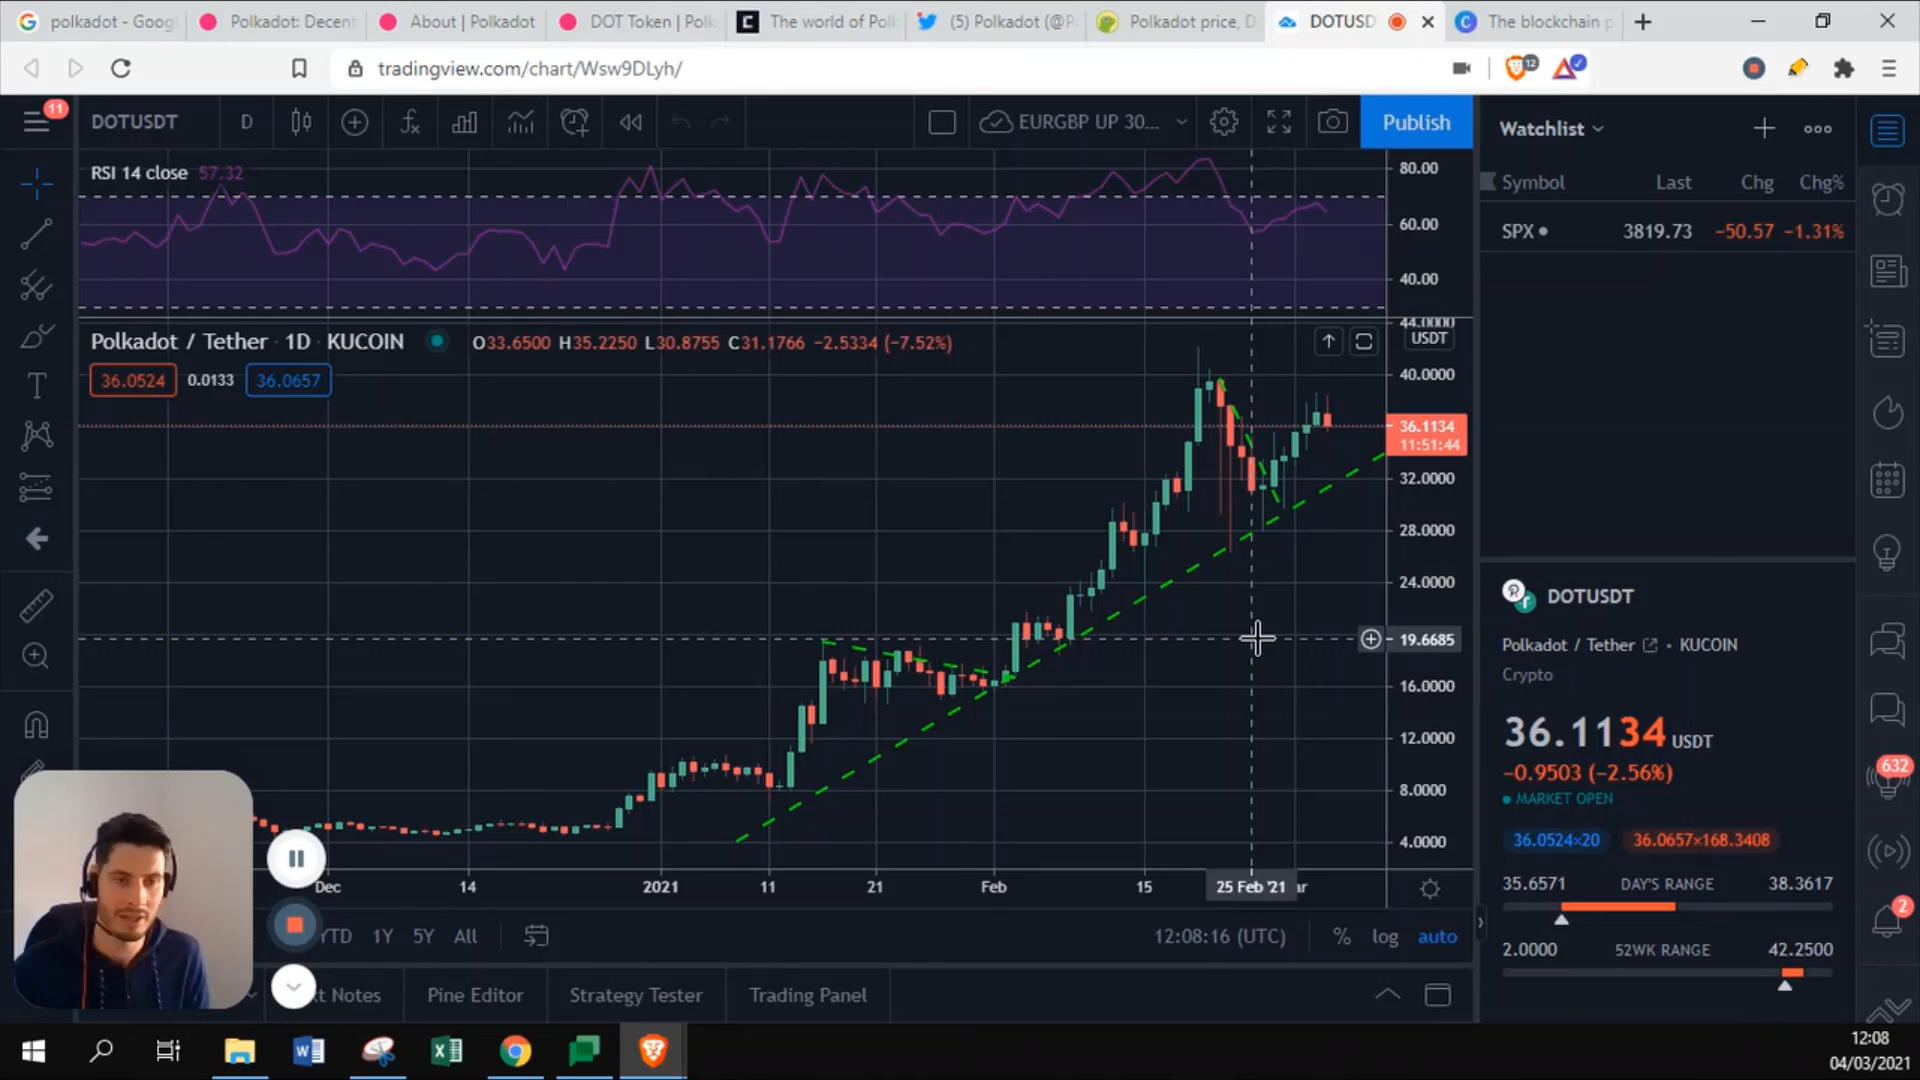 polkadot - Goog
Polkadot: Decent
About | Polkadot
DOT Token | Polk
The world of Polk
(5) Polkadot (@P
Polkadot price, D
DOTUSD
The blockchain p
tradingview.com/chart/Wsw9DLyh/
12
11
DOTUSDT
D
EURGBP UP 30...
Publish
Watchlist
Symbol Last Chg Chg%
SPX 3819.73 −50.57 −1.31%
RSI 14 close 57.32
80.00
60.00
40.00
Polkadot / Tether · 1D · KUCOIN
O33.6500 H35.2250 L30.8755 C31.1766 −2.5334 (−7.52%)
36.0524 0.0133 36.0657
44.0000
USDT
40.0000
36.1134
11:51:44
32.0000
28.0000
24.0000
19.6685
16.0000
12.0000
8.0000
4.0000
Dec 14 2021 11 21 Feb 15 25 Feb '21 ar
YTD 1Y 5Y All
12:08:16 (UTC) % log auto
xt Notes Pine Editor Strategy Tester Trading Panel
DOTUSDT
Polkadot / Tether • KUCOIN
Crypto
36.1134 USDT
−0.9503 (−2.56%)
MARKET OPEN
36.0524×20 36.0657×168.3408
35.6571 DAY'S RANGE 38.3617
2.0000 52WK RANGE 42.2500
632
2
12:08
04/03/2021